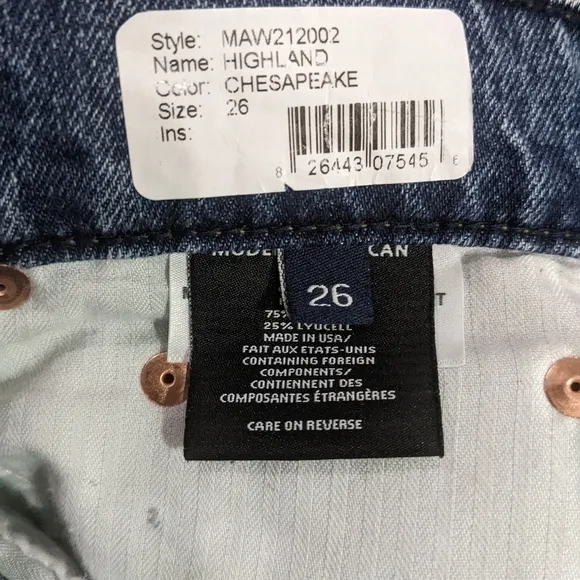 Style: MAW212002
Name: HIGHLAND
Color: CHESAPEAKE
Size: 26
Ins:
8 26443 07545 6
CAN
26
T
75%
25% LYOCELL
MADE IN USA/
FAIT AUX ETATS-UNIS
CONTAINING FOREIGN
COMPONENTS/
CONTIENNENT DES
COMPOSANTES ÉTRANGÈRES
CARE ON REVERSE